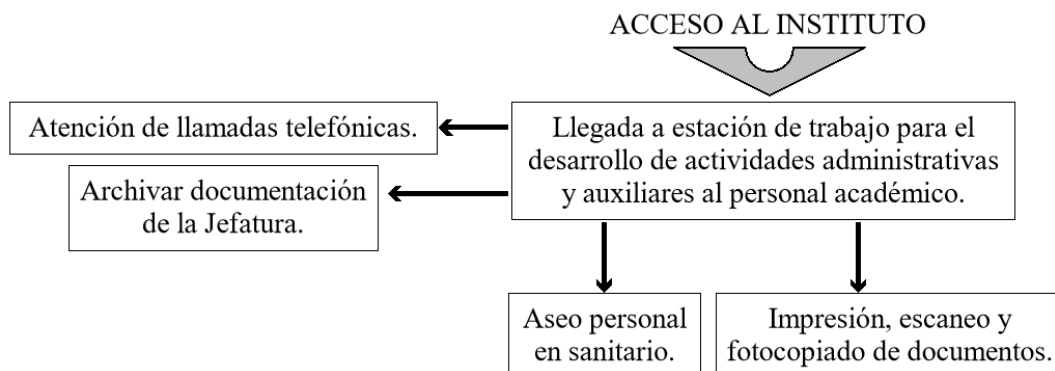 ACCESO AL INSTITUTO
Atención de llamadas telefónicas.
Llegada a estación de trabajo para el
desarrollo de actividades administrativas
y auxiliares al personal académico.
Archivar documentación
de la Jefatura.
Aseo personal
en sanitario.
Impresión, escaneo y
fotocopiado de documentos.